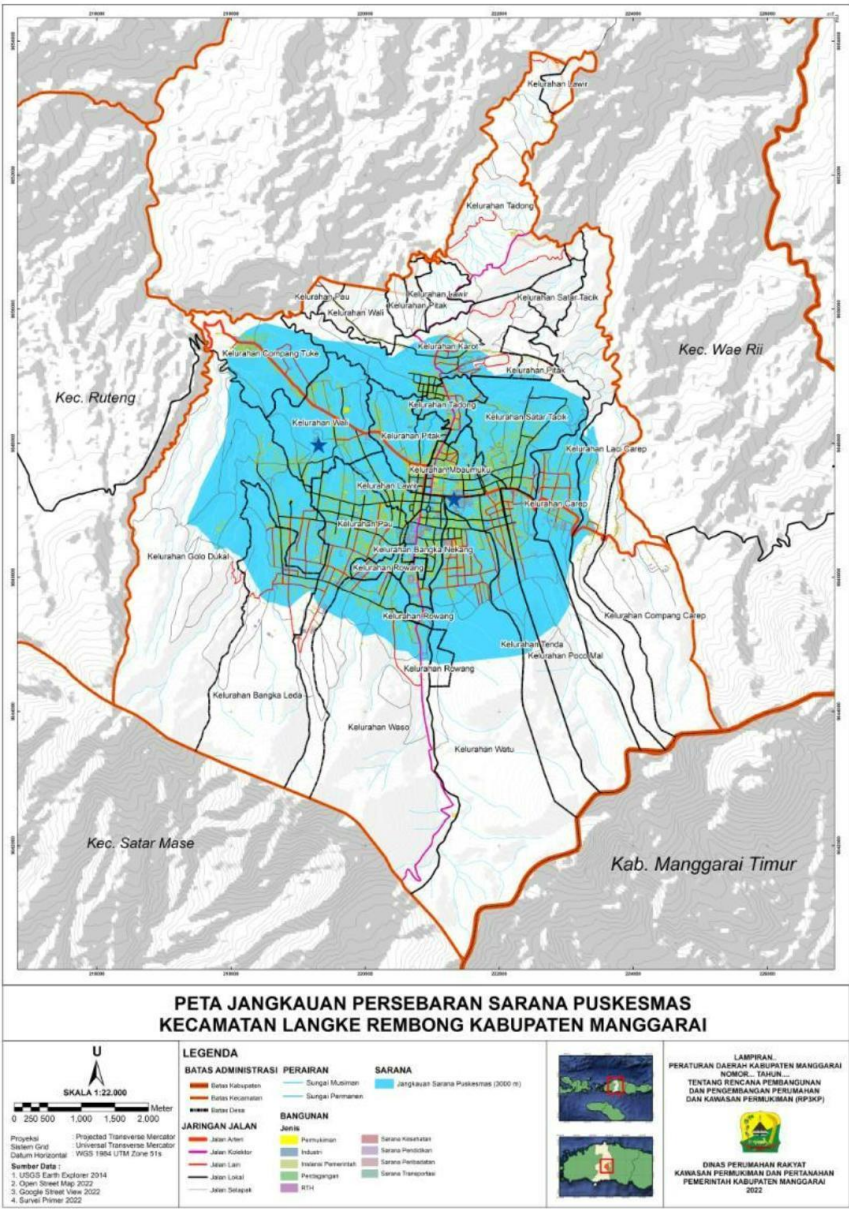 Kelurahan Lawir
Kelurahan Tadong
Kelurahan Pau
Kelurahan Lawir
Kelurahan Pitak
Kelurahan Wali
Kelurahan Satar Tacik
Kelurahan Karot
Kelurahan Compang Tuke
Kec. Wae Rii
Kelurahan Pitak
Kec. Ruteng
Kelurahan Tadong
Kelurahan Satar Tacik
Kelurahan Wali
Kelurahan Pitak
Kelurahan Laci Carep
Kelurahan Mbaumuku
Kelurahan Lawir
Kelurahan Carep
Kelurahan Pau
Kelurahan Bangka Nekang
Kelurahan Golo Dukal
Kelurahan Rowang
Kelurahan Rowang
Kelurahan Compang Carep
Kelurahan Tenda
Kelurahan Poco Mal
Kelurahan Rowang
Kelurahan Bangka Leda
Kelurahan Waso
Kelurahan Watu
Kec. Satar Mase
Kab. Manggarai Timur
PETA JANGKAUAN PERSEBARAN SARANA PUSKESMAS
KECAMATAN LANGKE REMBONG KABUPATEN MANGGARAI
U
SKALA 1:22.000
0 250 500 1,000 1,500 2,000 Meter
Proyeksi : Projected Transverse Mercator
Sistem Grid : Universal Transverse Mercator
Datum Horizontal : WGS 1984 UTM Zone 51s
Sumber Data :
1. USGS Earth Explorer 2014
2. Open Street Map 2022
3. Google Street View 2022
4. Survei Primer 2022
LEGENDA
BATAS ADMINISTRASI
Batas Kabupaten
Batas Kecamatan
Batas Desa
JARINGAN JALAN
Jalan Arteri
Jalan Kolektor
Jalan Lain
Jalan Lokal
Jalan Setapak
PERAIRAN
Sungai Musiman
Sungai Permanen
SARANA
Jangkauan Sarana Puskesmas (3000 m)
BANGUNAN
Jenis
Permukiman
Industri
Instansi Pemerintah
Perdagangan
RTH
Sarana Kesehatan
Sarana Pendidikan
Sarana Peribadatan
Sarana Transportasi
LAMPIRAN..
PERATURAN DAERAH KABUPATEN MANGGARAI
NOMOR... TAHUN....
TENTANG RENCANA PEMBANGUNAN
DAN PENGEMBANGAN PERUMAHAN
DAN KAWASAN PERMUKIMAN (RP3KP)
DINAS PERUMAHAN RAKYAT
KAWASAN PERMUKIMAN DAN PERTANAHAN
PEMERINTAH KABUPATEN MANGGARAI
2022